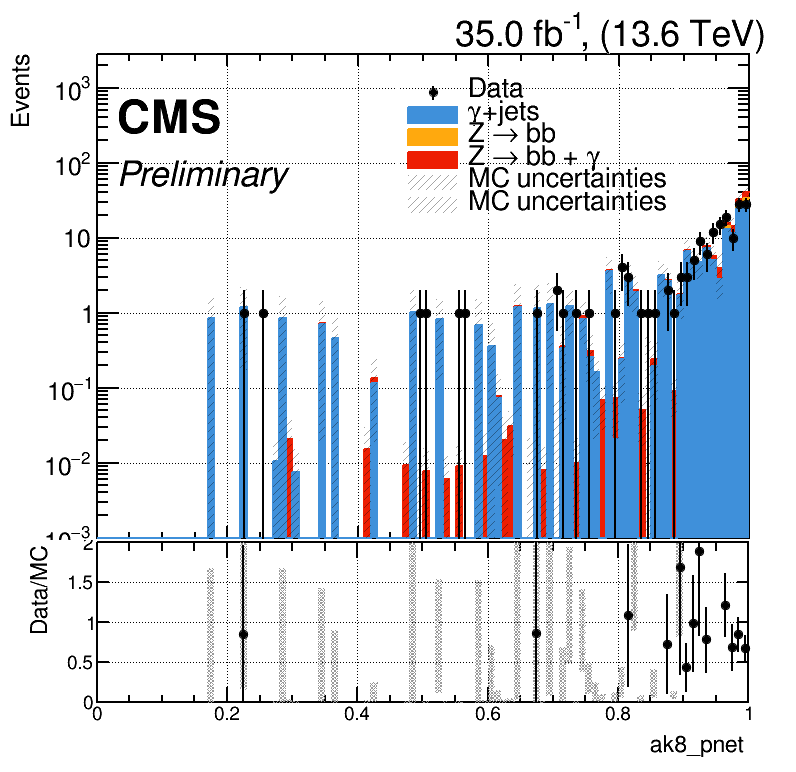 35.0 fb⁻¹, (13.6 TeV)
Events
10³
10²
10
1
10⁻¹
10⁻²
10⁻³
CMS
Preliminary
Data
γ+jets
Z → bb
Z → bb + γ
MC uncertainties
MC uncertainties
Data/MC
2
1.5
1
0.5
0
0 0.2 0.4 0.6 0.8 1
ak8_pnet